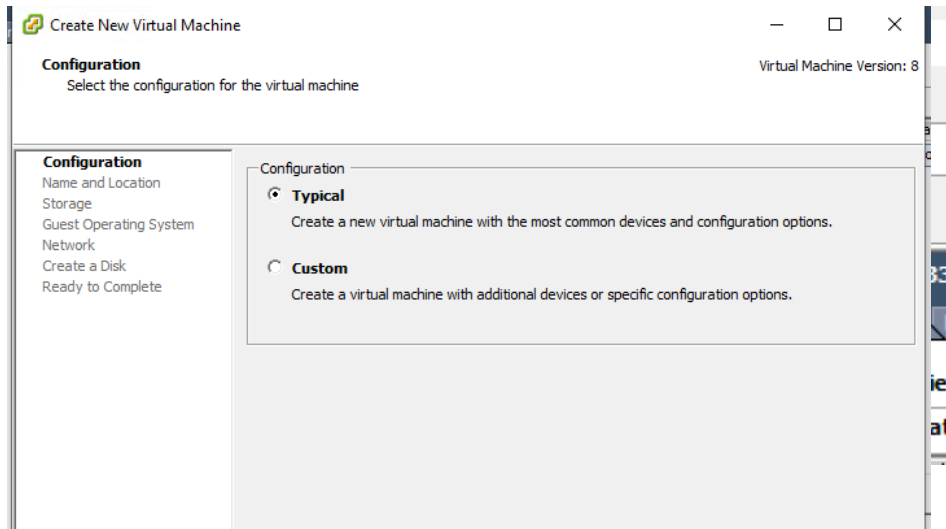 Create New Virtual Machine
Configuration
Virtual Machine Version: 8
Select the configuration for the virtual machine
Configuration
Name and Location
Storage
Guest Operating System
Network
Create a Disk
Ready to Complete
Configuration
Typical
Create a new virtual machine with the most common devices and configuration options.
Custom
Create a virtual machine with additional devices or specific configuration options.